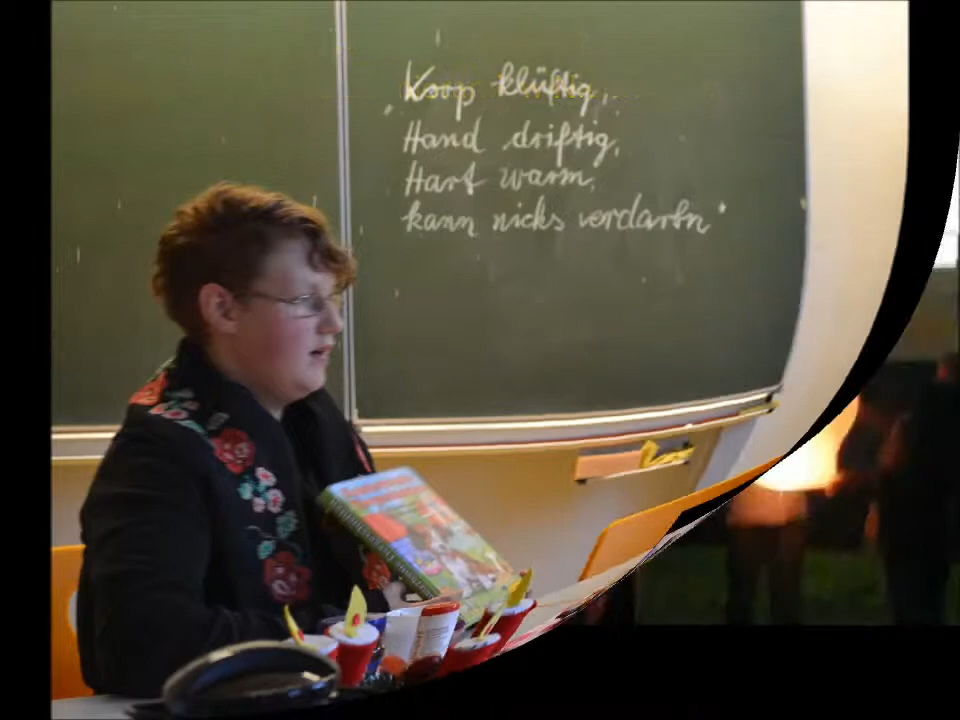 „Koop klüftig,
Hand driftig,
Hart warm,
kann nicks verdarbn"